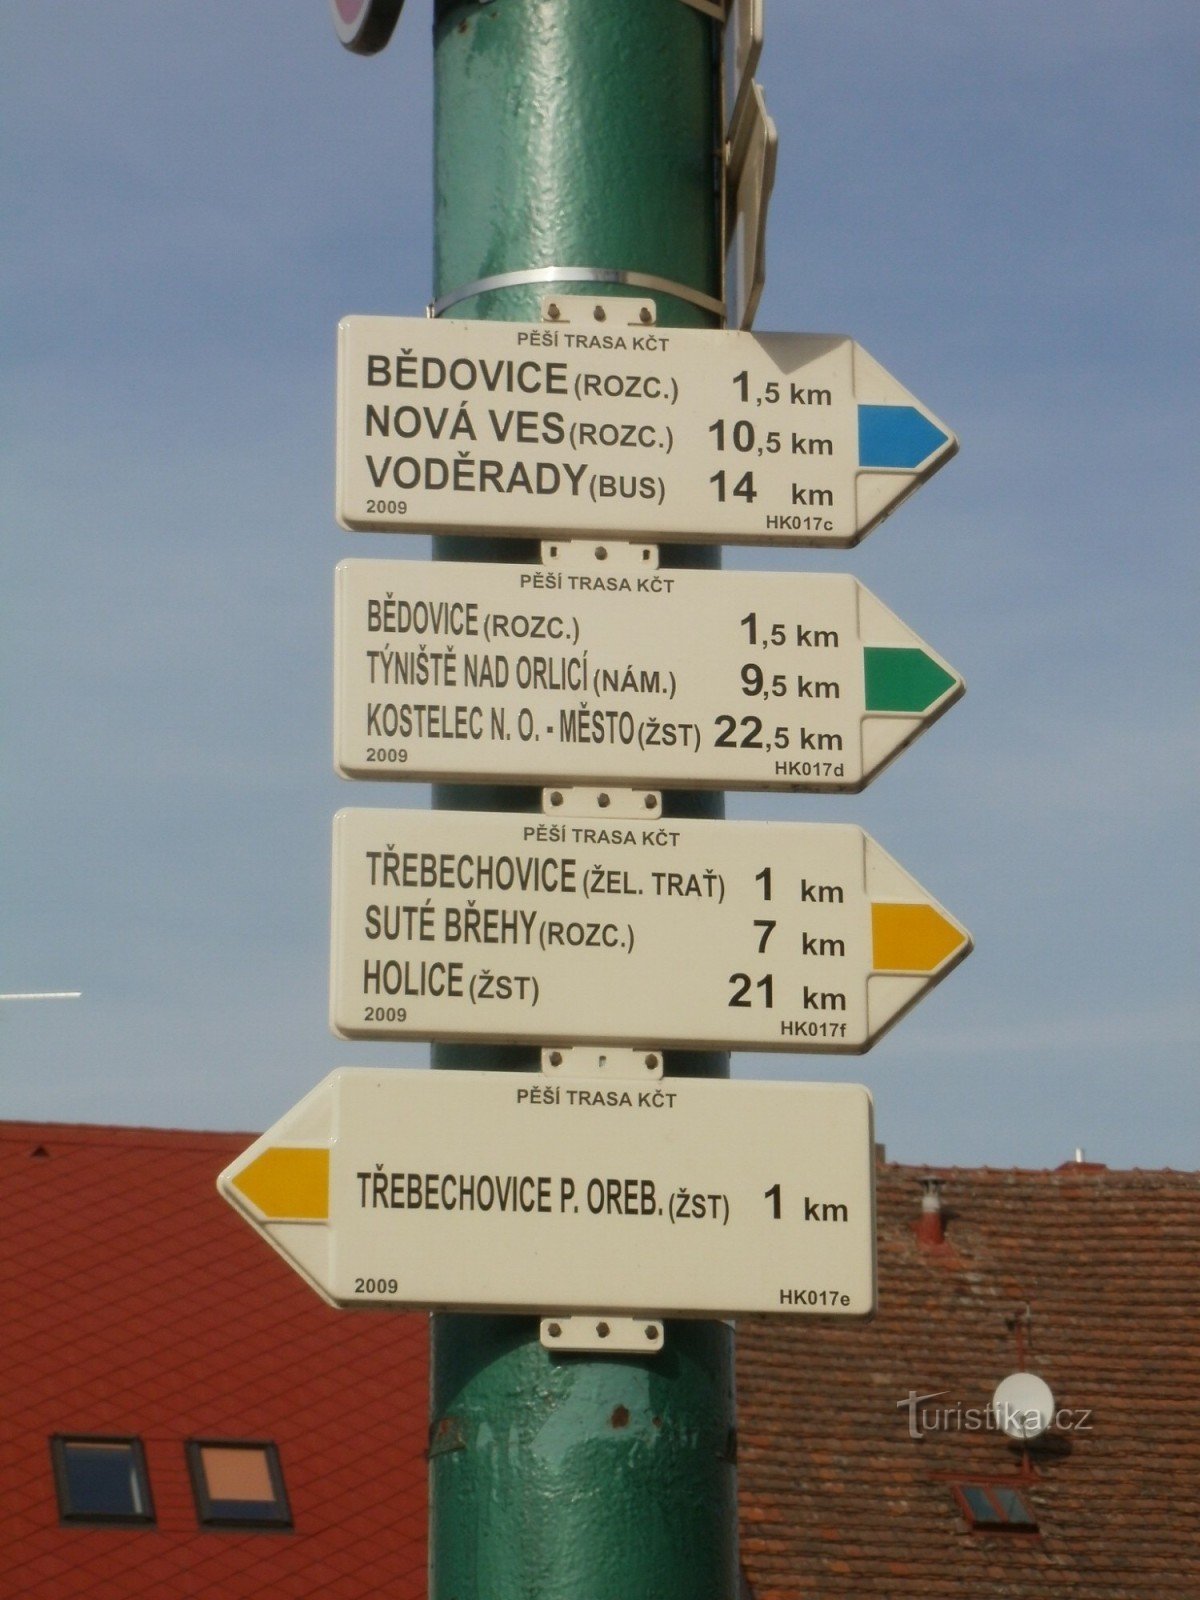 PĚŠÍ TRASA KČT
BĚDOVICE (ROZC.) 1,5 km
NOVÁ VES (ROZC.) 10,5 km
VODĚRADY (BUS) 14 km
2009 HK017c
PĚŠÍ TRASA KČT
BĚDOVICE (ROZC.) 1,5 km
TÝNIŠTĚ NAD ORLICÍ (NÁM.) 9,5 km
KOSTELEC N. O. - MĚSTO (ŽST) 22,5 km
2009 HK017d
PĚŠÍ TRASA KČT
TŘEBECHOVICE (ŽEL. TRAŤ) 1 km
SUTÉ BŘEHY (ROZC.) 7 km
HOLICE (ŽST) 21 km
2009 HK017f
PĚŠÍ TRASA KČT
TŘEBECHOVICE P. OREB. (ŽST) 1 km
2009 HK017e
Turistika.cz